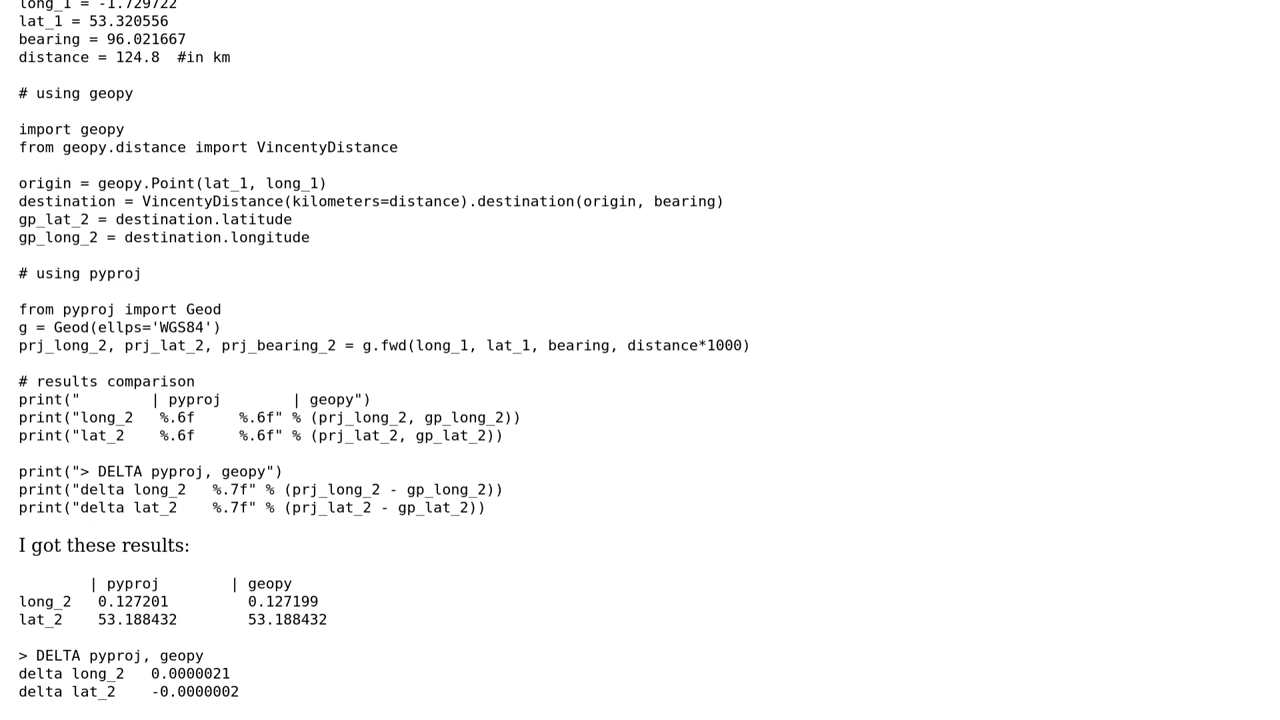 long_1 = -1.729722
lat_1 = 53.320556
bearing = 96.021667
distance = 124.8  #in km
# using geopy
import geopy
from geopy.distance import VincentyDistance
origin = geopy.Point(lat_1, long_1)
destination = VincentyDistance(kilometers=distance).destination(origin, bearing)
gp_lat_2 = destination.latitude
gp_long_2 = destination.longitude
# using pyproj
from pyproj import Geod
g = Geod(ellps='WGS84')
prj_long_2, prj_lat_2, prj_bearing_2 = g.fwd(long_1, lat_1, bearing, distance*1000)
# results comparison
print("        | pyproj        | geopy")
print("long_2   %.6f     %.6f" % (prj_long_2, gp_long_2))
print("lat_2    %.6f     %.6f" % (prj_lat_2, gp_lat_2))
print("> DELTA pyproj, geopy")
print("delta long_2   %.7f" % (prj_long_2 - gp_long_2))
print("delta lat_2    %.7f" % (prj_lat_2 - gp_lat_2))
I got these results:
        | pyproj        | geopy
long_2   0.127201         0.127199
lat_2    53.188432        53.188432
> DELTA pyproj, geopy
delta long_2   0.0000021
delta lat_2    -0.0000002